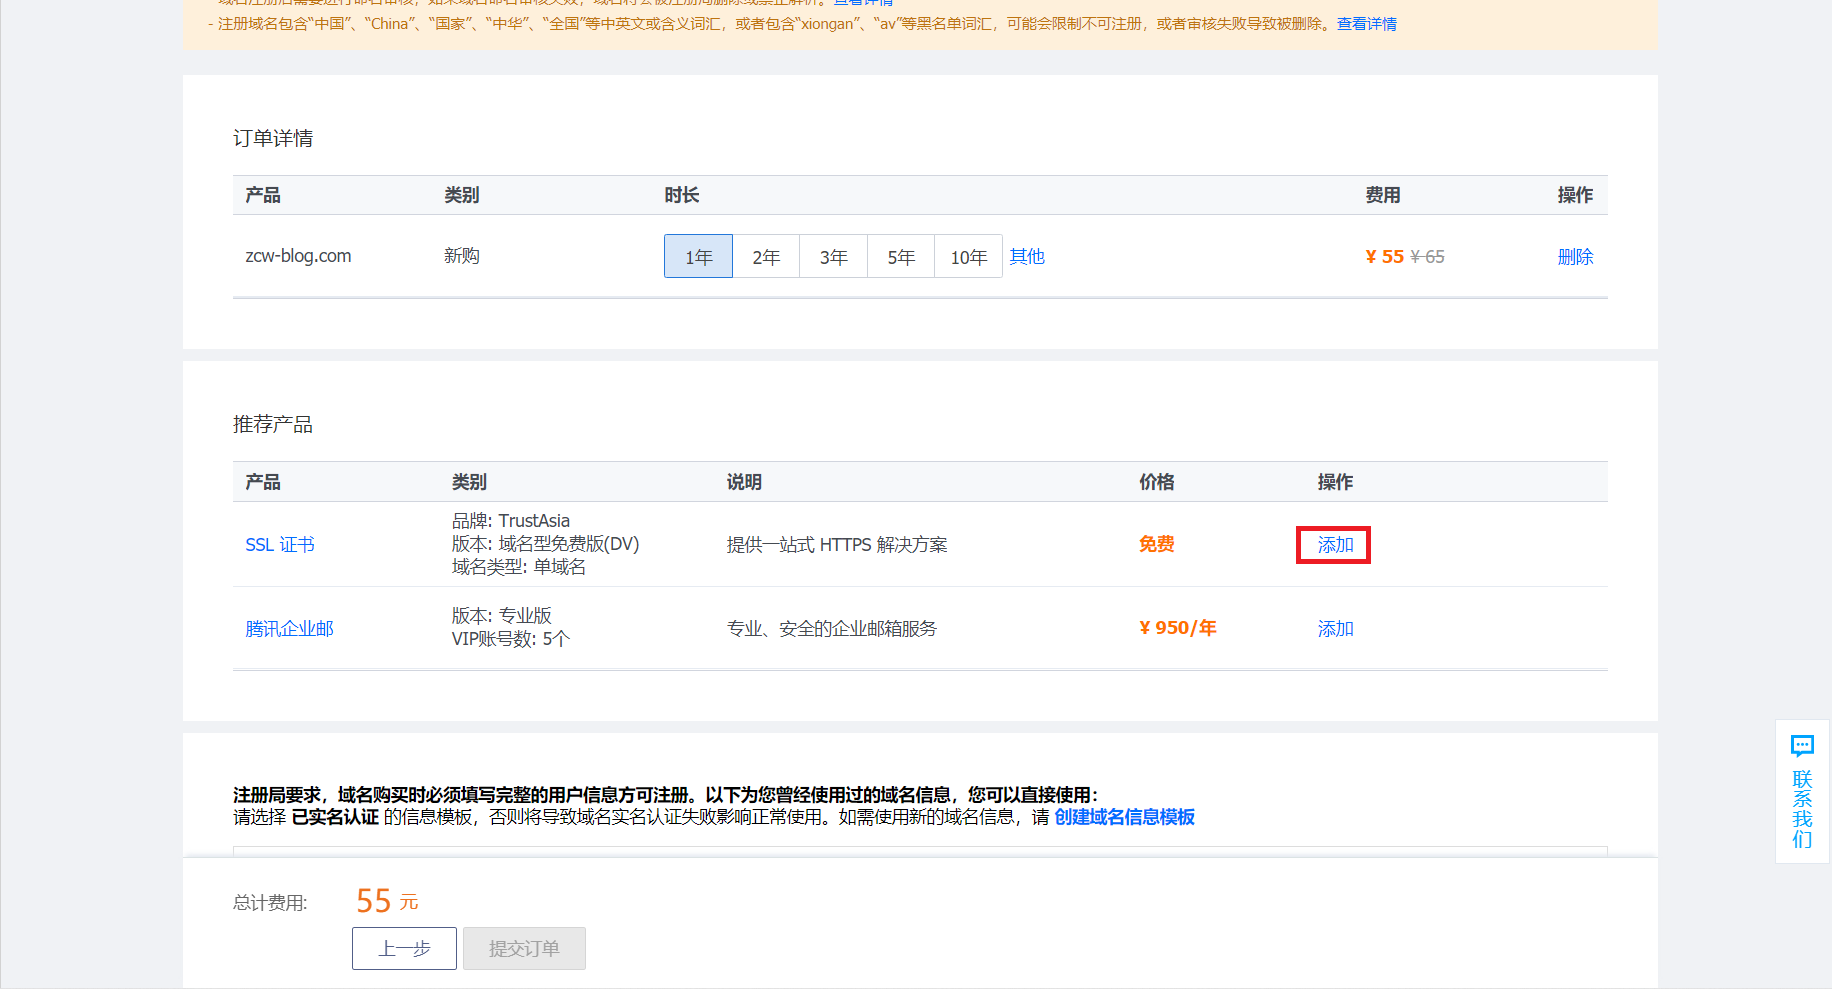 - 注册域名包含“中国”、“China”、“国家”、“中华”、“全国”等中英文或含义词汇，或者包含“xiongan”、“av”等黑名单词汇，可能会限制不可注册，或者审核失败导致被删除。查看详情
订单详情
产品 类别 时长 费用 操作
zcw-blog.com 新购 1年 2年 3年 5年 10年 其他 ¥ 55 ¥ 65 删除
推荐产品
产品 类别 说明 价格 操作
品牌: TrustAsia
SSL 证书 版本: 域名型免费版(DV) 提供一站式 HTTPS 解决方案 免费 添加
域名类型: 单域名
版本: 专业版
腾讯企业邮 专业、安全的企业邮箱服务 ¥ 950/年 添加
VIP账号数: 5个
注册局要求，域名购买时必须填写完整的用户信息方可注册。以下为您曾经使用过的域名信息，您可以直接使用：
请选择 已实名认证 的信息模板，否则将导致域名实名认证失败影响正常使用。如需使用新的域名信息，请 创建域名信息模板
总计费用: 55 元
上一步 提交订单
联系我们